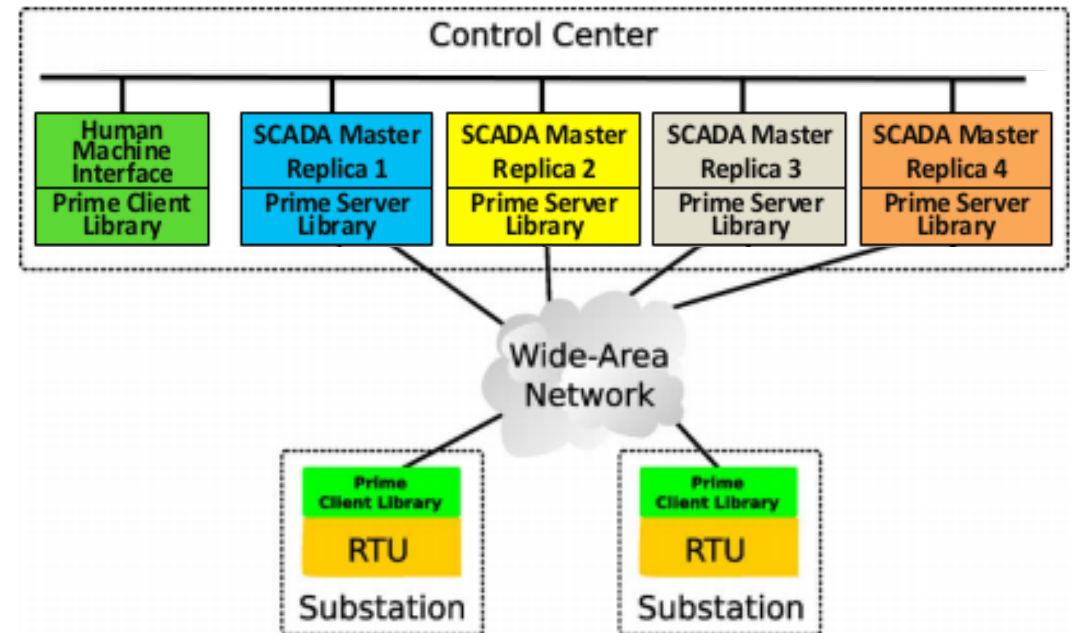 Control Center
Human
Machine
Interface
Prime Client
Library
SCADA Master
Replica 1
Prime Server
Library
SCADA Master
Replica 2
Prime Server
Library
SCADA Master
Replica 3
Prime Server
Library
SCADA Master
Replica 4
Prime Server
Library
Wide-Area
Network
Prime
Client Library
RTU
Substation
Prime
Client Library
RTU
Substation